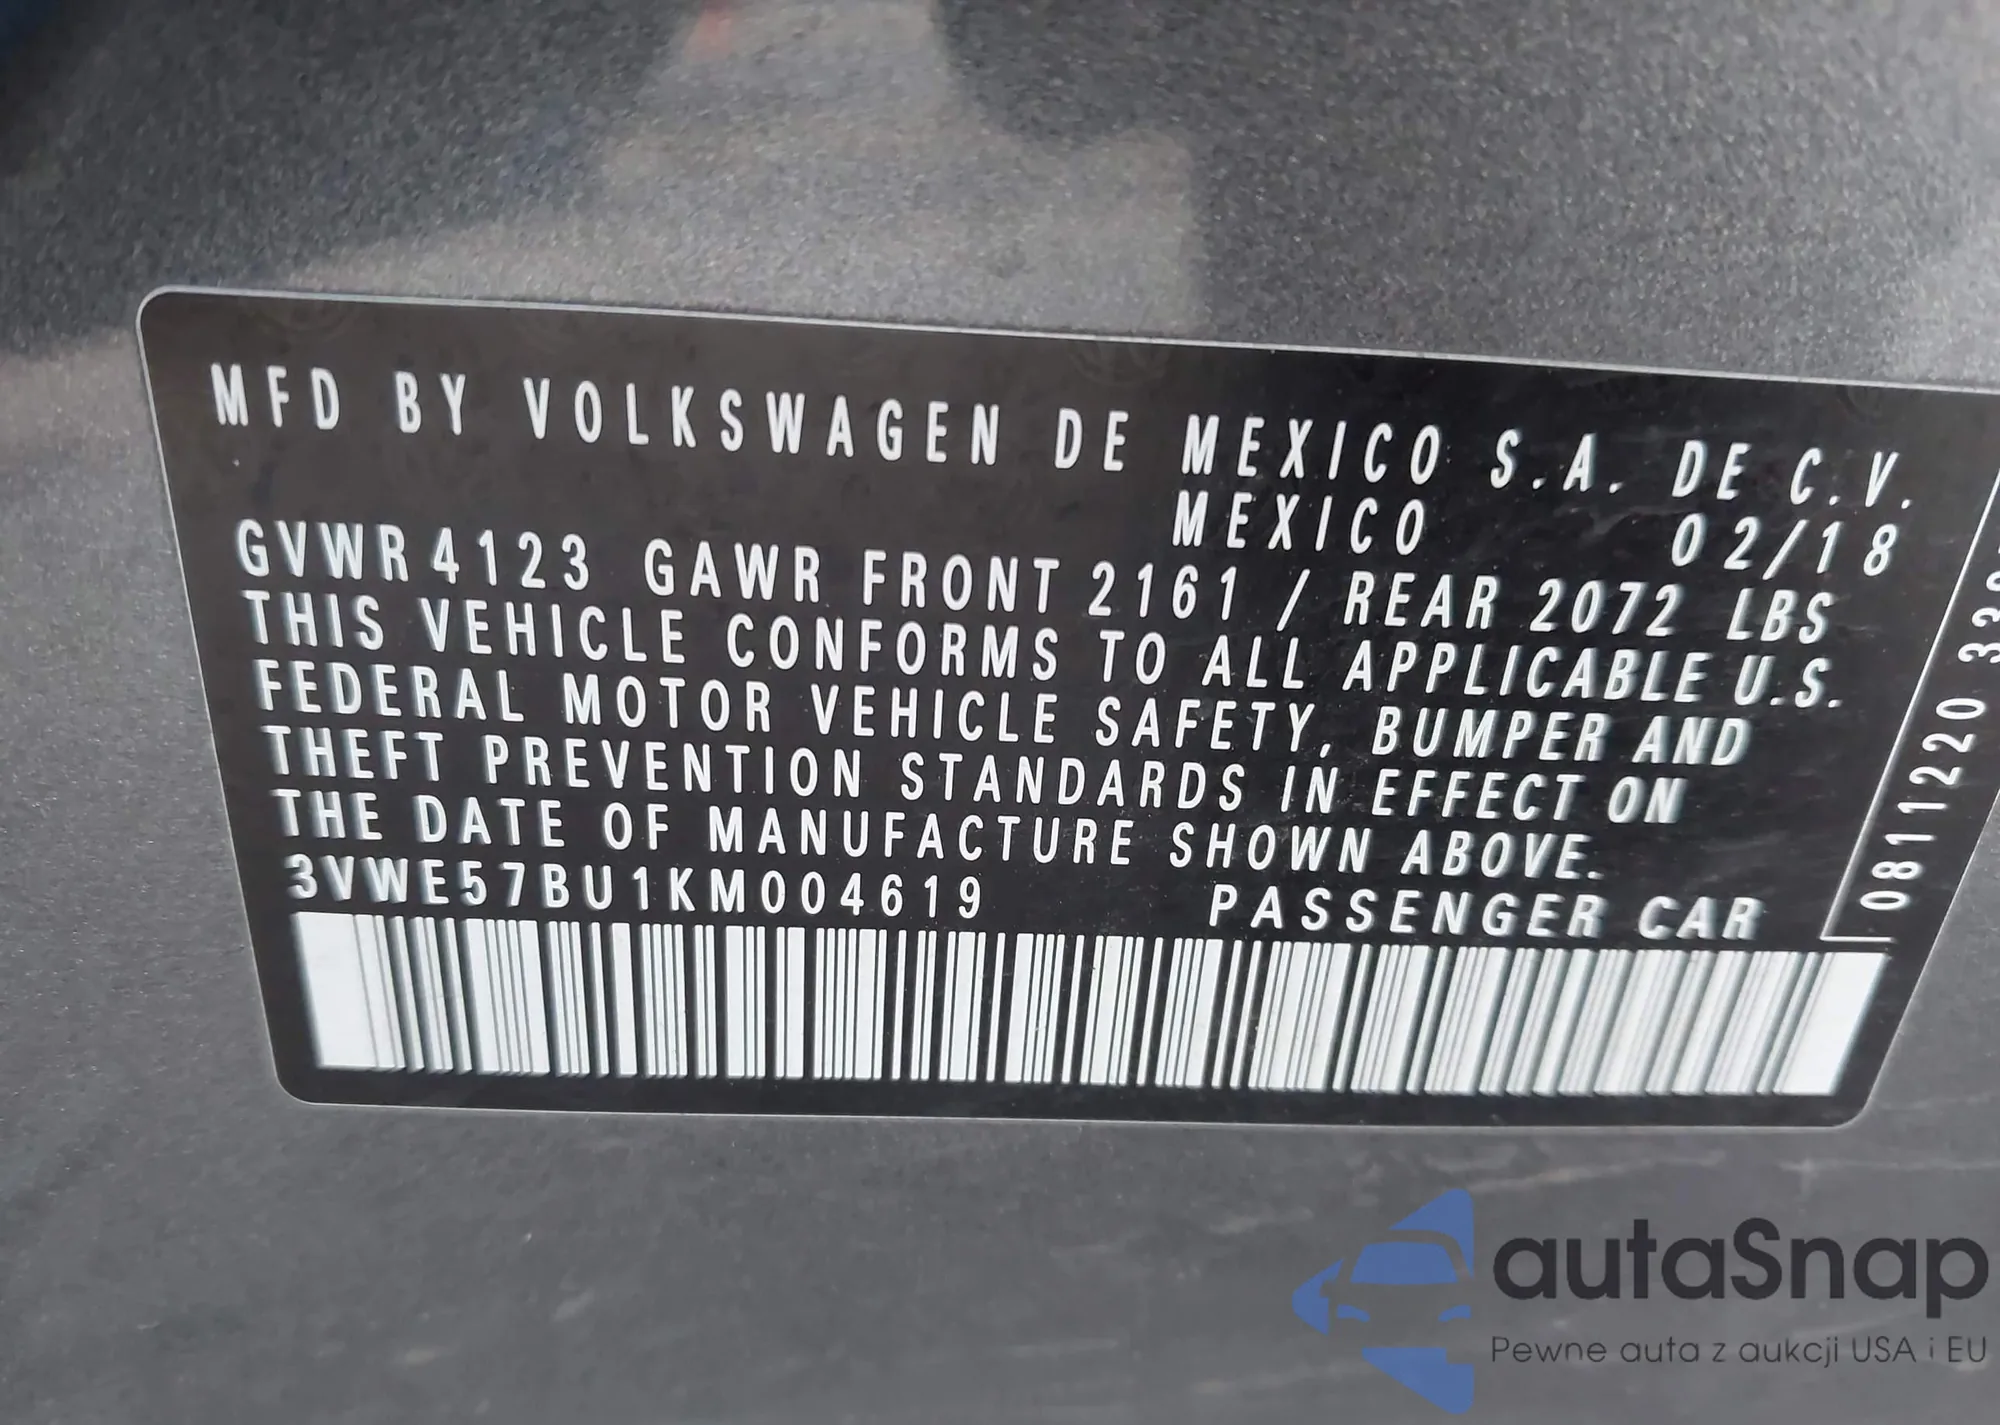 MFD BY VOLKSWAGEN DE MEXICO S.A. DE C.V.
MEXICO 02/18
GVWR 4123 GAWR FRONT 2161 / REAR 2072 LBS
THIS VEHICLE CONFORMS TO ALL APPLICABLE U.S.
FEDERAL MOTOR VEHICLE SAFETY, BUMPER AND
THEFT PREVENTION STANDARDS IN EFFECT ON
THE DATE OF MANUFACTURE SHOWN ABOVE.
3VWE57BU1KM004619 PASSENGER CAR
0811220
autaSnap
Pewne auta z aukcji USA i EU